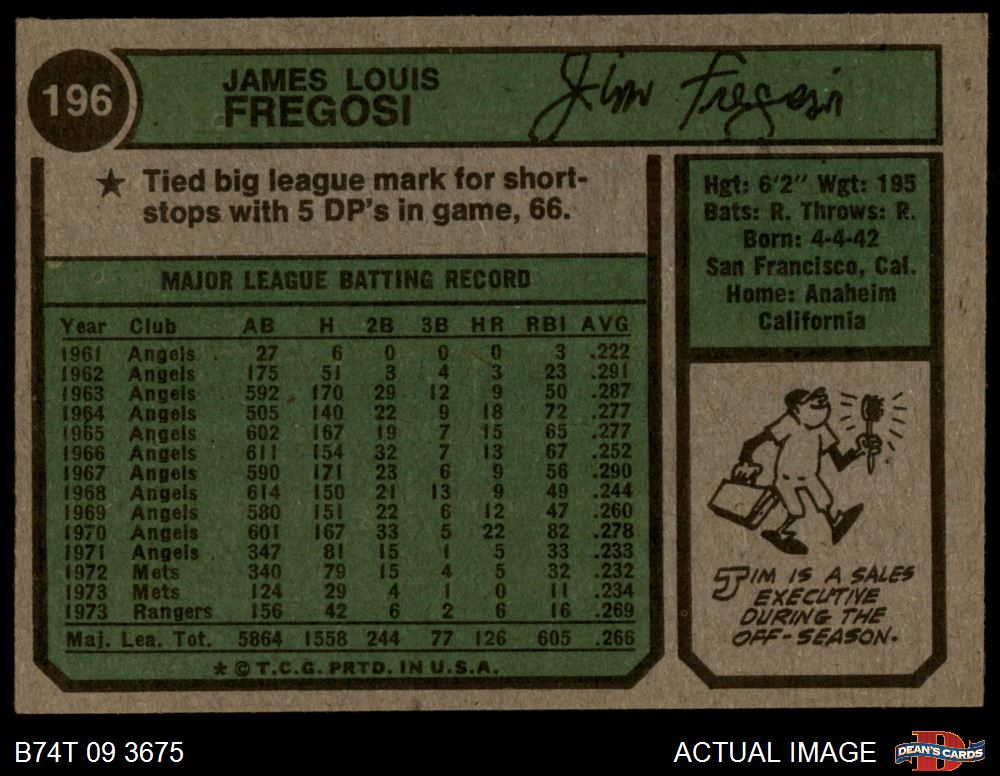 196
JAMES LOUIS
FREGOSI
Jim Fregosi
★ Tied big league mark for short-
stops with 5 DP's in game, 66.
MAJOR LEAGUE BATTING RECORD
Year Club AB H 2B 3B HR RBI AVG
1961 Angels 27 6 0 0 0 3 .222
1962 Angels 175 51 3 4 3 23 .291
1963 Angels 592 170 29 12 9 50 .287
1964 Angels 505 140 22 9 18 72 .277
1965 Angels 602 167 19 7 15 65 .277
1966 Angels 611 154 32 7 13 67 .252
1967 Angels 590 171 23 6 9 56 .290
1968 Angels 614 150 21 13 9 49 .244
1969 Angels 580 151 22 6 12 47 .260
1970 Angels 601 167 33 5 22 82 .278
1971 Angels 347 81 15 1 5 33 .233
1972 Mets 340 79 15 4 5 32 .232
1973 Mets 124 29 4 1 0 11 .234
1973 Rangers 156 42 6 2 6 16 .269
Maj. Lea. Tot. 5864 1558 244 77 126 605 .266
* © T.C.G. PRTD. IN U.S.A.
Hgt: 6'2" Wgt: 195
Bats: R. Throws: R.
Born: 4-4-42
San Francisco, Cal.
Home: Anaheim
California
JIM IS A SALES
EXECUTIVE
DURING THE
OFF-SEASON.
B74T 09 3675
ACTUAL IMAGE
D
DEAN'S CARDS